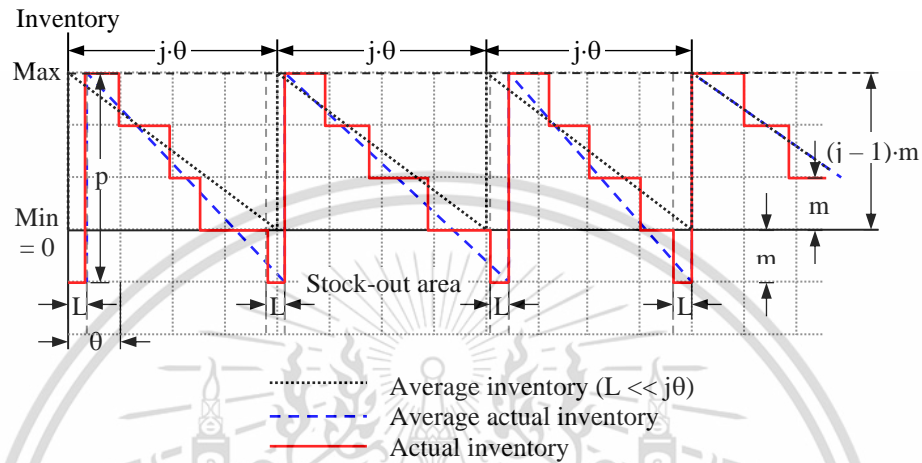 Inventory
j·θ j·θ j·θ
Max
(j – 1)·m
p
m
Min
= 0
m
Stock-out area
L L L L
θ
Average inventory (L << jθ)
Average actual inventory
Actual inventory